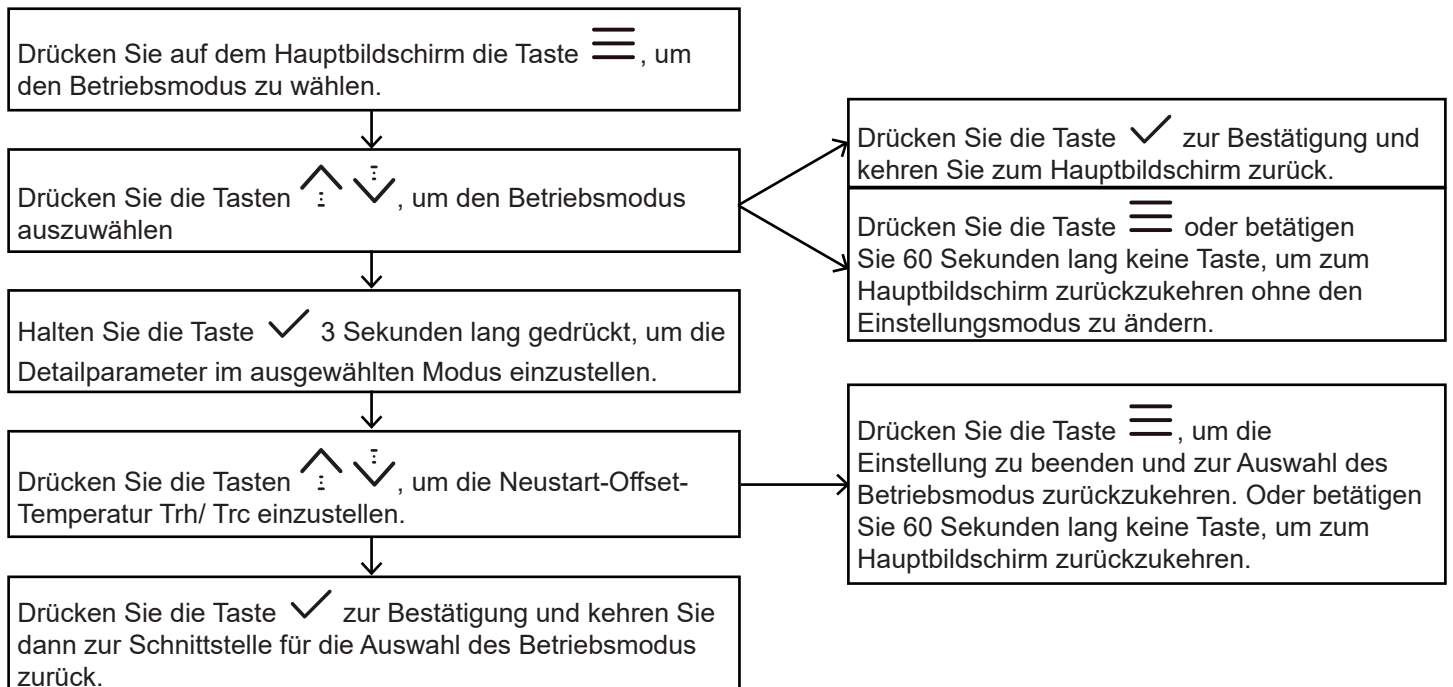 Drücken Sie auf dem Hauptbildschirm die Taste ☰, um
den Betriebsmodus zu wählen.
Drücken Sie die Tasten , um den Betriebsmodus
auszuwählen
Drücken Sie die Taste ✓ zur Bestätigung und
kehren Sie zum Hauptbildschirm zurück.
Drücken Sie die Taste ☰ oder betätigen
Sie 60 Sekunden lang keine Taste, um zum
Hauptbildschirm zurückzukehren ohne den
Einstellungsmodus zu ändern.
Halten Sie die Taste ✓ 3 Sekunden lang gedrückt, um die
Detailparameter im ausgewählten Modus einzustellen.
Drücken Sie die Tasten , um die Neustart-Offset-
Temperatur Trh/ Trc einzustellen.
Drücken Sie die Taste ☰, um die
Einstellung zu beenden und zur Auswahl des
Betriebsmodus zurückzukehren. Oder betätigen
Sie 60 Sekunden lang keine Taste, um zum
Hauptbildschirm zurückzukehren.
Drücken Sie die Taste ✓ zur Bestätigung und kehren Sie
dann zur Schnittstelle für die Auswahl des Betriebsmodus
zurück.